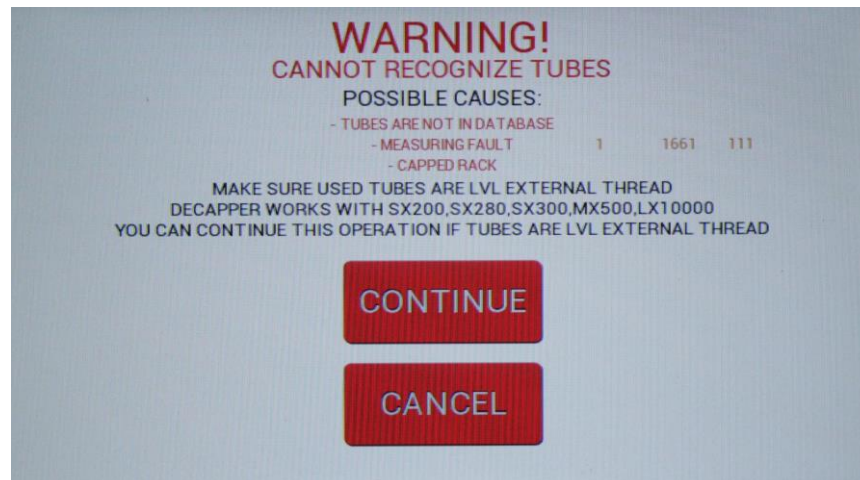 WARNING!
CANNOT RECOGNIZE TUBES
POSSIBLE CAUSES:
- TUBES ARE NOT IN DATABASE
- MEASURING FAULT 1 1661 111
- CAPPED RACK
MAKE SURE USED TUBES ARE LVL EXTERNAL THREAD
DECAPPER WORKS WITH SX200,SX280,SX300,MX500,LX10000
YOU CAN CONTINUE THIS OPERATION IF TUBES ARE LVL EXTERNAL THREAD
CONTINUE
CANCEL